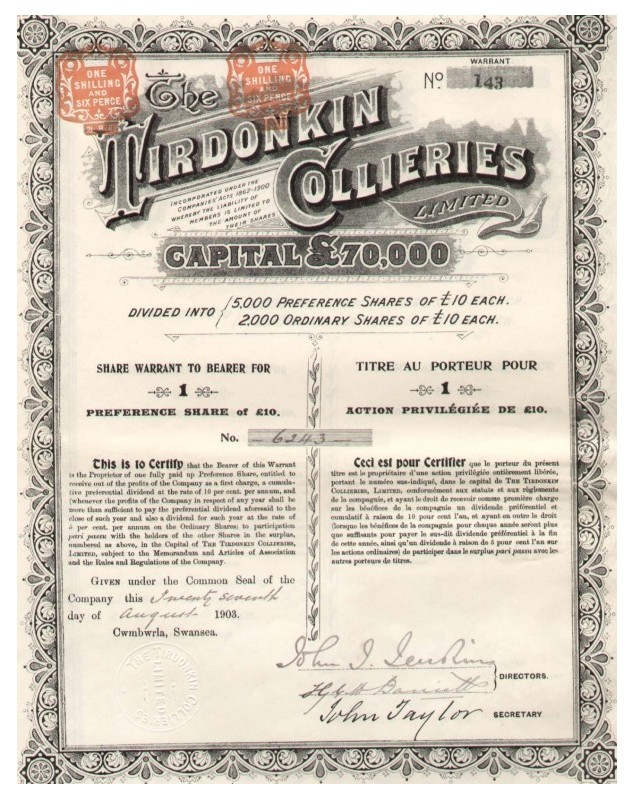 WARRANT
No. 143
ONE SHILLING AND SIX PENCE
ONE SHILLING AND SIX PENCE
The
TIRDONKIN
COLLIERIES
LIMITED
INCORPORATED UNDER THE
COMPANIES' ACTS 1862-1900
WHEREBY THE LIABILITY OF
MEMBERS IS LIMITED TO
THE AMOUNT OF
THEIR SHARES
CAPITAL £70,000
DIVIDED INTO
5,000 PREFERENCE SHARES OF £10 EACH.
2,000 ORDINARY SHARES OF £10 EACH.
SHARE WARRANT TO BEARER FOR
1
PREFERENCE SHARE OF £10.
TITRE AU PORTEUR POUR
1
ACTION PRIVILÉGIÉE DE £10.
No. 6243
This is to Certify that the Bearer of this Warrant
is the Proprietor of one fully paid up Preference Share, entitled to
receive out of the profits of the Company as a first charge, a cumula-
tive preferential dividend at the rate of 10 per cent. per annum, and
(whenever the profits of the Company in respect of any year shall be
more than sufficient to pay the preferential dividend aforesaid to the
close of such year and also a dividend for such year at the rate of
5 per cent. per annum on the Ordinary Shares) to participation
pari passu with the holders of the other Shares in the surplus,
numbered as above, in the Capital of THE TIRDONKIN COLLIERIES,
LIMITED, subject to the Memorandum and Articles of Association
and the Rules and Regulations of the Company.
GIVEN under the Common Seal of the
Company this Twenty seventh
day of August 1903.
Cwmbwrla, Swansea.
Ceci est pour Certifier que le porteur du présent
titre est le propriétaire d'une action privilégiée entièrement libérée,
portant le numéro sus-indiqué, dans le capital de THE TIRDONKIN
COLLIERIES, LIMITED, conformément aux statuts et aux règlements
de la compagnie, et ayant le droit de recevoir comme première charge
sur les bénéfices de la compagnie un dividende préférentiel et
cumulatif à raison de 10 pour cent l'an, et ayant en outre le droit
(lorsque les bénéfices de la compagnie pour chaque année seront plus
que suffisants pour payer le sus-dit dividende préférentiel à la fin
de cette année, ainsi qu'un dividende à raison de 5 pour cent l'an sur
les actions ordinaires) de participer dans le surplus pari passu avec les
autres porteurs de titres.
THE TIRDONKIN COLLIERIES LIMITED
John J. Jenkins
DIRECTORS.
John Taylor SECRETARY